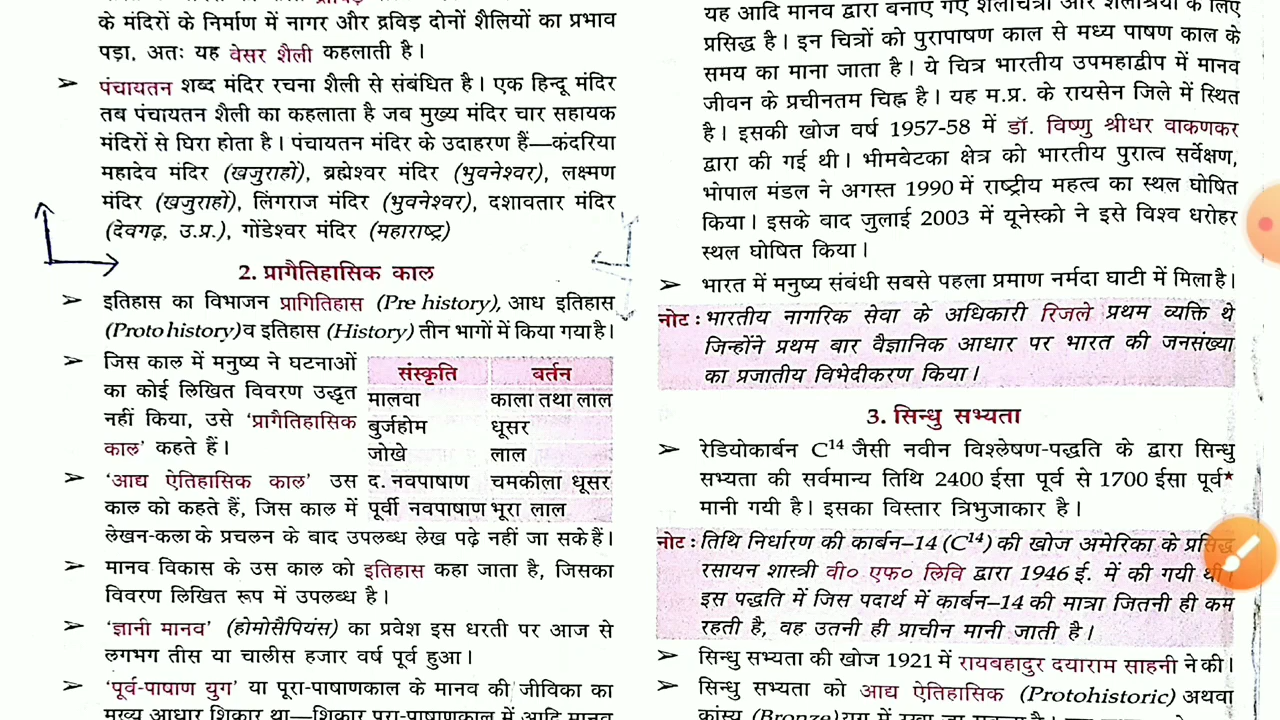 के मंदिरों के निर्माण में नागर और द्रविड़ दोनों शैलियों का प्रभाव
पड़ा, अतः यह वेसर शैली कहलाती है।
➢ पंचायतन शब्द मंदिर रचना शैली से संबंधित है। एक हिन्दू मंदिर
तब पंचायतन शैली का कहलाता है जब मुख्य मंदिर चार सहायक
मंदिरों से घिरा होता है। पंचायतन मंदिर के उदाहरण हैं—कंदरिया
महादेव मंदिर (खजुराहो), ब्रह्मेश्वर मंदिर (भुवनेश्वर), लक्ष्मण
मंदिर (खजुराहो), लिंगराज मंदिर (भुवनेश्वर), दशावतार मंदिर
(देवगढ़, उ.प्र.), गोंडेश्वर मंदिर (महाराष्ट्र)
2. प्रागैतिहासिक काल
➢ इतिहास का विभाजन प्रागितिहास (Pre history), आध इतिहास
(Proto history) व इतिहास (History) तीन भागों में किया गया है।
➢ जिस काल में मनुष्य ने घटनाओं
का कोई लिखित विवरण उद्धृत
नहीं किया, उसे ‘प्रागैतिहासिक
काल’ कहते हैं।
संस्कृति बर्तन
मालवा काला तथा लाल
बुर्जहोम धूसर
जोखे लाल
द. नवपाषाण चमकीला धूसर
पूर्वी नवपाषाण भूरा लाल
➢ ‘आद्य ऐतिहासिक काल’ उस
काल को कहते हैं, जिस काल में
लेखन-कला के प्रचलन के बाद उपलब्ध लेख पढ़े नहीं जा सके हैं।
➢ मानव विकास के उस काल को इतिहास कहा जाता है, जिसका
विवरण लिखित रूप में उपलब्ध है।
➢ ‘ज्ञानी मानव’ (होमोसैपियंस) का प्रवेश इस धरती पर आज से
लगभग तीस या चालीस हजार वर्ष पूर्व हुआ।
➢ ‘पूर्व-पाषाण युग’ या पूरा-पाषाणकाल के मानव की जीविका का
मुख्य आधार शिकार था—शिकार पूरा-पाषाणकाल में आदि मानव
यह आदि मानव द्वारा बनाए गए शैलचित्रों और शैलाश्रयों के लिए
प्रसिद्ध है। इन चित्रों को पुरापाषण काल से मध्य पाषण काल के
समय का माना जाता है। ये चित्र भारतीय उपमहाद्वीप में मानव
जीवन के प्रचीनतम चिह्न है। यह म.प्र. के रायसेन जिले में स्थित
है। इसकी खोज वर्ष 1957-58 में डॉ. विष्णु श्रीधर वाकणकर
द्वारा की गई थी। भीमबेटका क्षेत्र को भारतीय पुरात्व सर्वेक्षण,
भोपाल मंडल ने अगस्त 1990 में राष्ट्रीय महत्व का स्थल घोषित
किया। इसके बाद जुलाई 2003 में यूनेस्को ने इसे विश्व धरोहर
स्थल घोषित किया।
➢ भारत में मनुष्य संबंधी सबसे पहला प्रमाण नर्मदा घाटी में मिला है।
नोट : भारतीय नागरिक सेवा के अधिकारी रिजले प्रथम व्यक्ति थे
जिन्होंने प्रथम बार वैज्ञानिक आधार पर भारत की जनसंख्या
का प्रजातीय विभेदीकरण किया।
3. सिन्धु सभ्यता
➢ रेडियोकार्बन C¹⁴ जैसी नवीन विश्लेषण-पद्धति के द्वारा सिन्धु
सभ्यता की सर्वमान्य तिथि 2400 ईसा पूर्व से 1700 ईसा पूर्व*
मानी गयी है। इसका विस्तार त्रिभुजाकार है।
नोट : तिथि निर्धारण की कार्बन–14 (C¹⁴) की खोज अमेरिका के प्रसिद्ध
रसायन शास्त्री वी० एफ० लिवि द्वारा 1946 ई. में की गयी थी।
इस पद्धति में जिस पदार्थ में कार्बन–14 की मात्रा जितनी ही कम
रहती है, वह उतनी ही प्राचीन मानी जाती है।
➢ सिन्धु सभ्यता की खोज 1921 में रायबहादुर दयाराम साहनी ने की।
➢ सिन्धु सभ्यता को आद्य ऐतिहासिक (Protohistoric) अथवा
कांस्य (Bronze) युग में रखा जा सकता है।